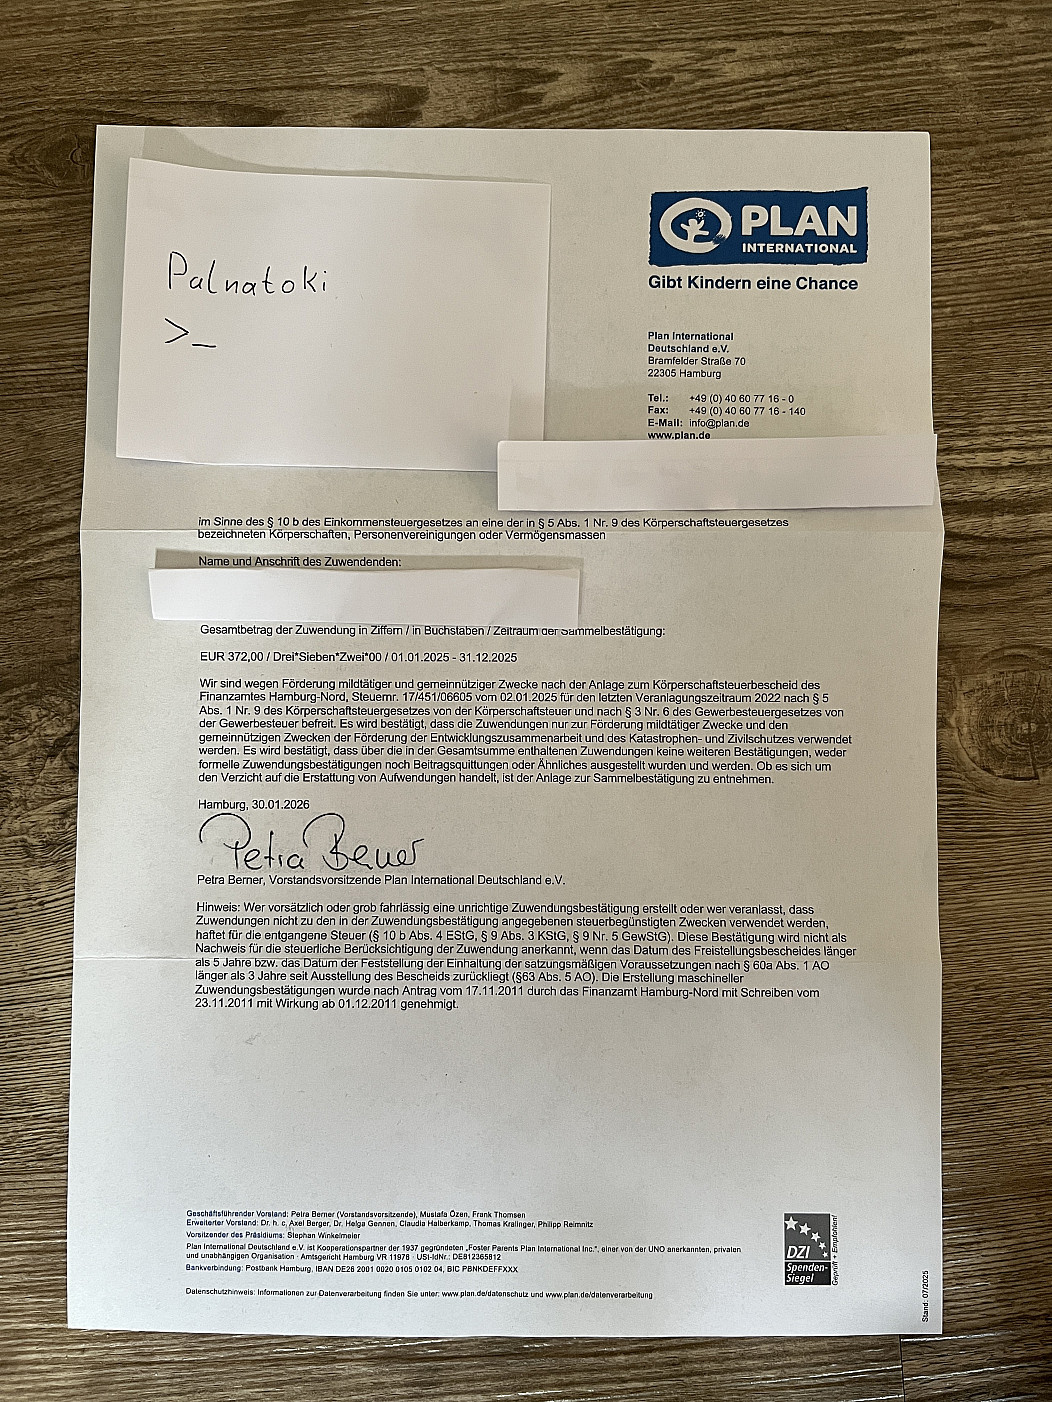 Palnatoki
>_
PLAN
INTERNATIONAL
Gibt Kindern eine Chance
Plan International
Deutschland e.V.
Bramfelder Straße 70
22305 Hamburg
Tel.: +49 (0) 40 60 77 16 - 0
Fax: +49 (0) 40 60 77 16 - 140
E-Mail: info@plan.de
www.plan.de
im Sinne des § 10 b des Einkommensteuergesetzes an eine der in § 5 Abs. 1 Nr. 9 des Körperschaftsteuergesetzes
bezeichneten Körperschaften, Personenvereinigungen oder Vermögensmassen
Name und Anschrift des Zuwendenden:
Gesamtbetrag der Zuwendung in Ziffern / in Buchstaben / Zeitraum der Sammelbestätigung:
EUR 372,00 / Drei*Sieben*Zwei*00 / 01.01.2025 - 31.12.2025
Wir sind wegen Förderung mildtätiger und gemeinnütziger Zwecke nach der Anlage zum Körperschaftsteuerbescheid des
Finanzamtes Hamburg-Nord, Steuernr. 17/451/06605 vom 02.01.2025 für den letzten Veranlagungszeitraum 2022 nach § 5
Abs. 1 Nr. 9 des Körperschaftsteuergesetzes von der Körperschaftsteuer und nach § 3 Nr. 6 des Gewerbesteuergesetzes von
der Gewerbesteuer befreit. Es wird bestätigt, dass die Zuwendungen nur zur Förderung mildtätiger Zwecke und den
gemeinnützigen Zwecken der Förderung der Entwicklungszusammenarbeit und des Katastrophen- und Zivilschutzes verwendet
werden. Es wird bestätigt, dass über die in der Gesamtsumme enthaltenen Zuwendungen keine weiteren Bestätigungen, weder
formelle Zuwendungsbestätigungen noch Beitragsquittungen oder Ähnliches ausgestellt wurden und werden. Ob es sich um
den Verzicht auf die Erstattung von Aufwendungen handelt, ist der Anlage zur Sammelbestätigung zu entnehmen.
Hamburg, 30.01.2026
Petra Berner
Petra Berner, Vorstandsvorsitzende Plan International Deutschland e.V.
Hinweis: Wer vorsätzlich oder grob fahrlässig eine unrichtige Zuwendungsbestätigung erstellt oder wer veranlasst, dass
Zuwendungen nicht zu den in der Zuwendungsbestätigung angegebenen steuerbegünstigten Zwecken verwendet werden,
haftet für die entgangene Steuer (§ 10 b Abs. 4 EStG, § 9 Abs. 3 KStG, § 9 Nr. 5 GewStG). Diese Bestätigung wird nicht als
Nachweis für die steuerliche Berücksichtigung der Zuwendung anerkannt, wenn das Datum des Freistellungsbescheides länger
als 5 Jahre bzw. das Datum der Feststellung der Einhaltung der satzungsmäßigen Voraussetzungen nach § 60a Abs. 1 AO
länger als 3 Jahre seit Ausstellung des Bescheids zurückliegt (§63 Abs. 5 AO). Die Erstellung maschineller
Zuwendungsbestätigungen wurde nach Antrag vom 17.11.2011 durch das Finanzamt Hamburg-Nord mit Schreiben vom
23.11.2011 mit Wirkung ab 01.12.2011 genehmigt.
Geschäftsführender Vorstand: Petra Berner (Vorstandsvorsitzende), Mustafa Özen, Frank Thomsen
Erweiterter Vorstand: Dr. h. c. Axel Berger, Dr. Helga Gennen, Claudia Halberkamp, Thomas Kralinger, Philipp Reimnitz
Vorsitzender des Präsidiums: Stephan Winkelmeier
Plan International Deutschland e.V. ist Kooperationspartner der 1937 gegründeten „Foster Parents Plan International Inc.", einer von der UNO anerkannten, privaten
und unabhängigen Organisation · Amtsgericht Hamburg VR 11978 · USt-IdNr.: DE812365812
Bankverbindung: Postbank Hamburg, IBAN DE26 2001 0020 0105 0102 04, BIC PBNKDEFFXXX
Datenschutzhinweis: Informationen zur Datenverarbeitung finden Sie unter: www.plan.de/datenschutz und www.plan.de/datenverarbeitung
DZI
Spenden-
Siegel
Geprüft + Empfohlen!
Stand: 07/2025